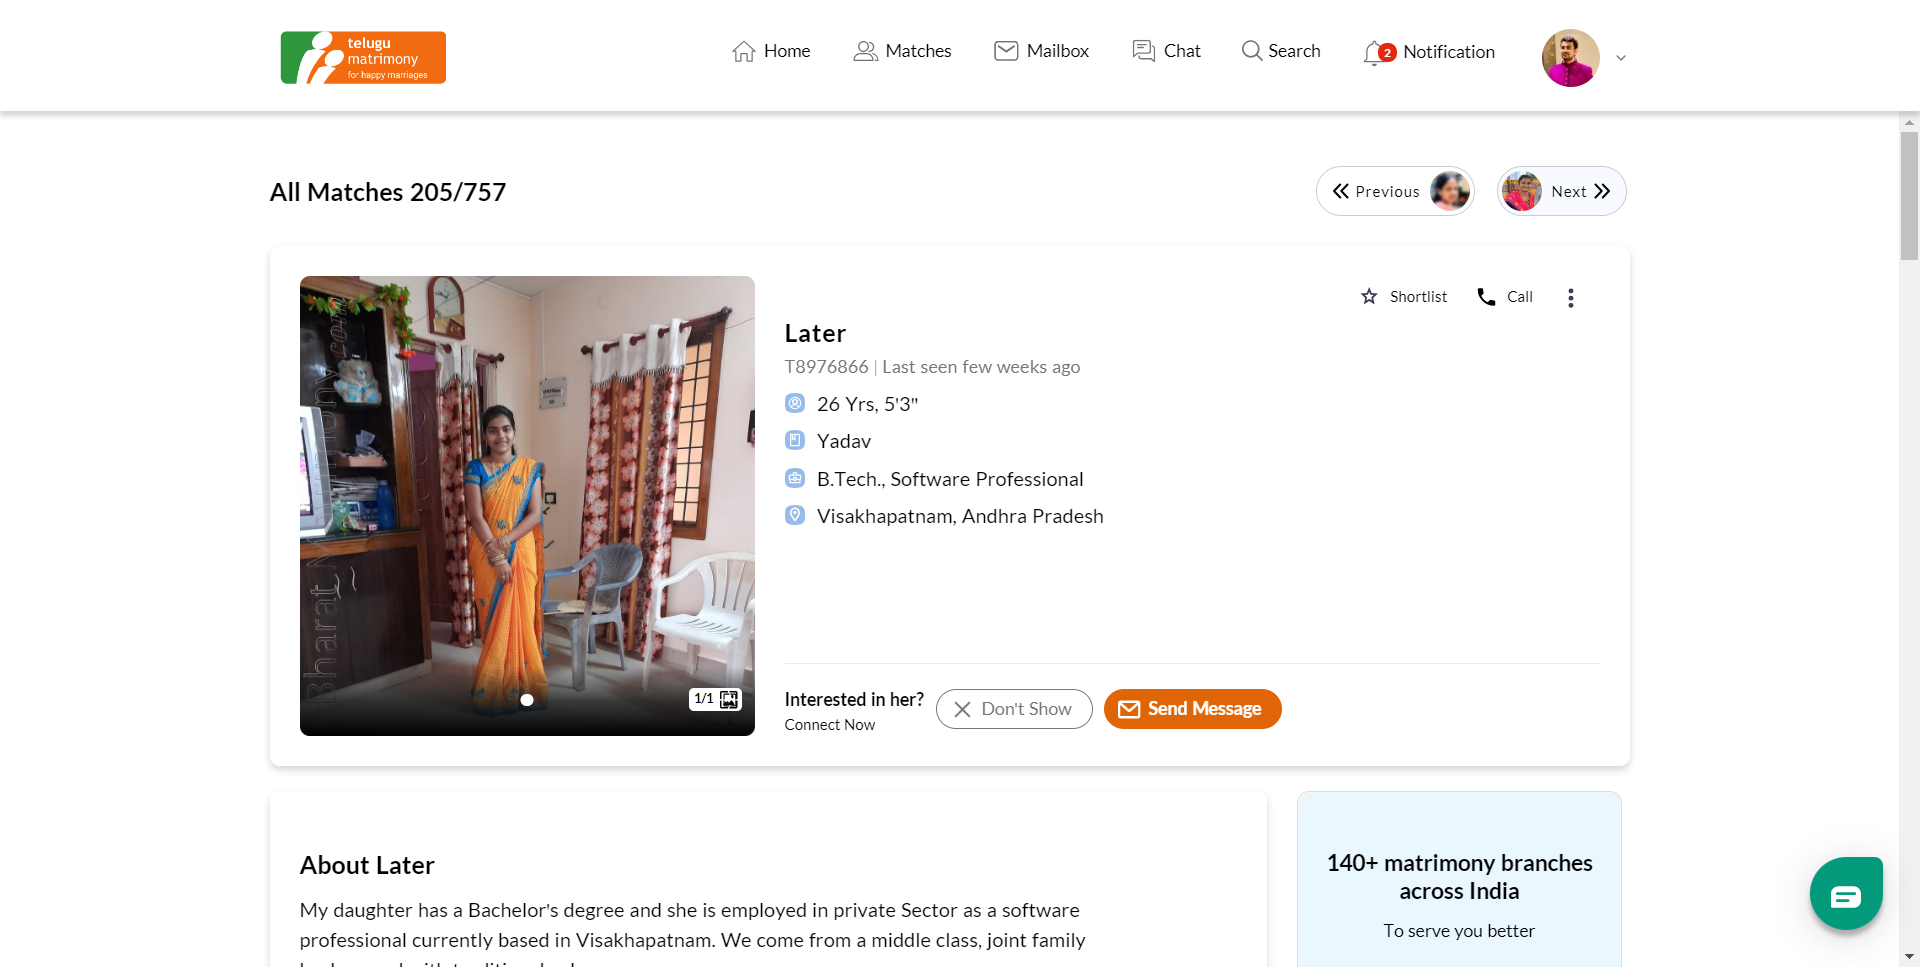 telugu
matrimony
for happy marriages
Home
Matches
Mailbox
Chat
Search
2
Notification
All Matches 205/757
Previous
Next
Shortlist
Call
Later
T8976866 | Last seen few weeks ago
26 Yrs, 5'3"
Yadav
B.Tech., Software Professional
Visakhapatnam, Andhra Pradesh
1/1
Interested in her?
Connect Now
Don't Show
Send Message
About Later
My daughter has a Bachelor's degree and she is employed in private Sector as a software
professional currently based in Visakhapatnam. We come from a middle class, joint family
140+ matrimony branches
across India
To serve you better